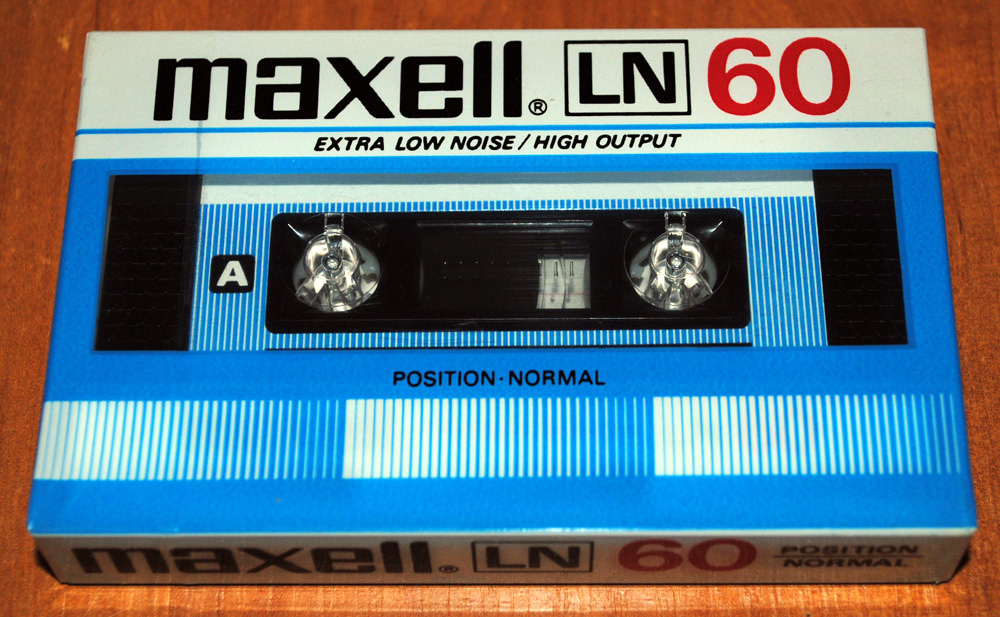 maxell® LN 60
EXTRA LOW NOISE / HIGH OUTPUT
A
POSITION·NORMAL
maxell® LN 60 POSITION
NORMAL